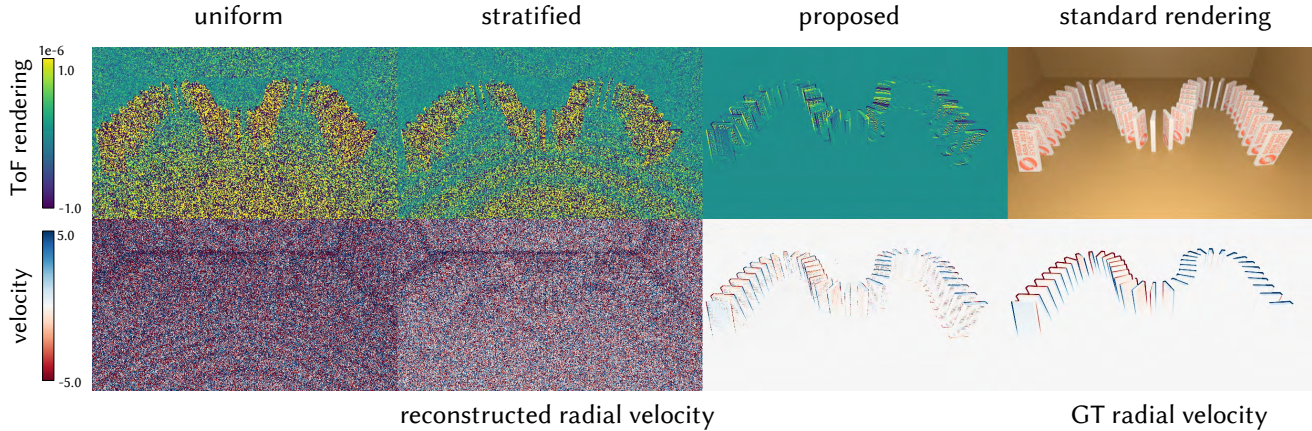 uniform stratified proposed standard rendering
ToF rendering
1e-6
1.0
-1.0
velocity
5.0
-5.0
reconstructed radial velocity GT radial velocity